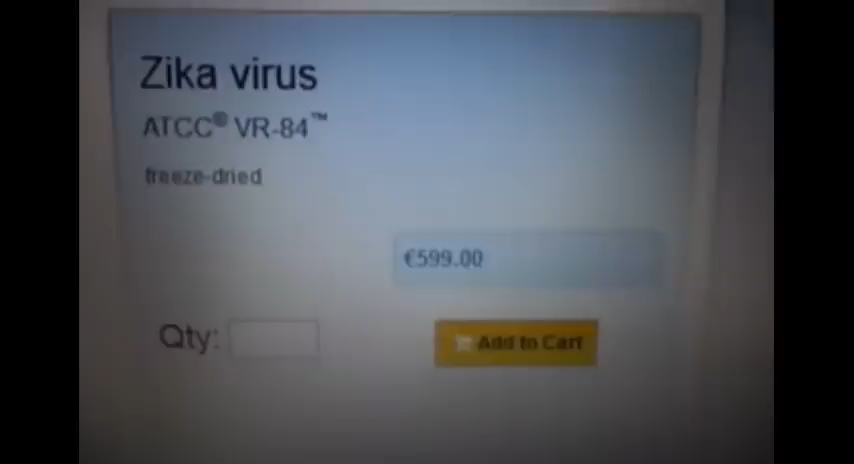 Zika virus
ATCC® VR-84™
freeze-dried
€599.00
Qty:
Add to Cart